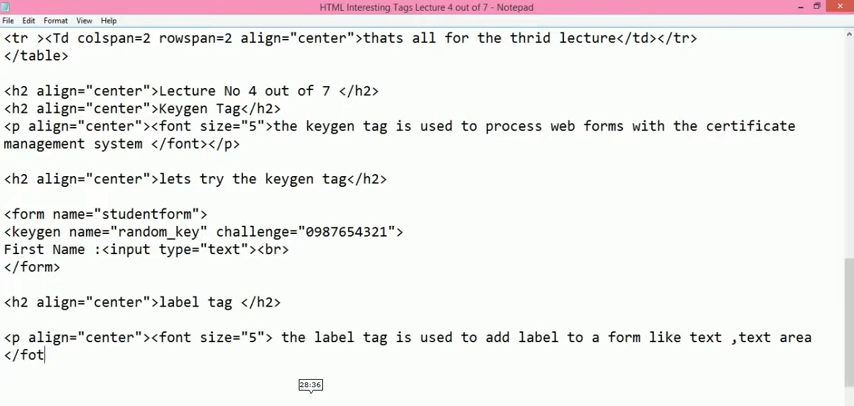 HTML Interesting Tags Lecture 4 out of 7 - Notepad
File Edit Format View Help
<tr ><Td colspan=2 rowspan=2 align="center">thats all for the thrid lecture</td></tr>
</table>
<h2 align="center">Lecture No 4 out of 7 </h2>
<h2 align="center">Keygen Tag</h2>
<p align="center"><font size="5">the keygen tag is used to process web forms with the certificate
management system </font></p>
<h2 align="center">lets try the keygen tag</h2>
<form name="studentform">
<keygen name="random_key" challenge="0987654321">
First Name :<input type="text"><br>
</form>
<h2 align="center">label tag </h2>
<p align="center"><font size="5"> the label tag is used to add label to a form like text ,text area
</fot
28:36